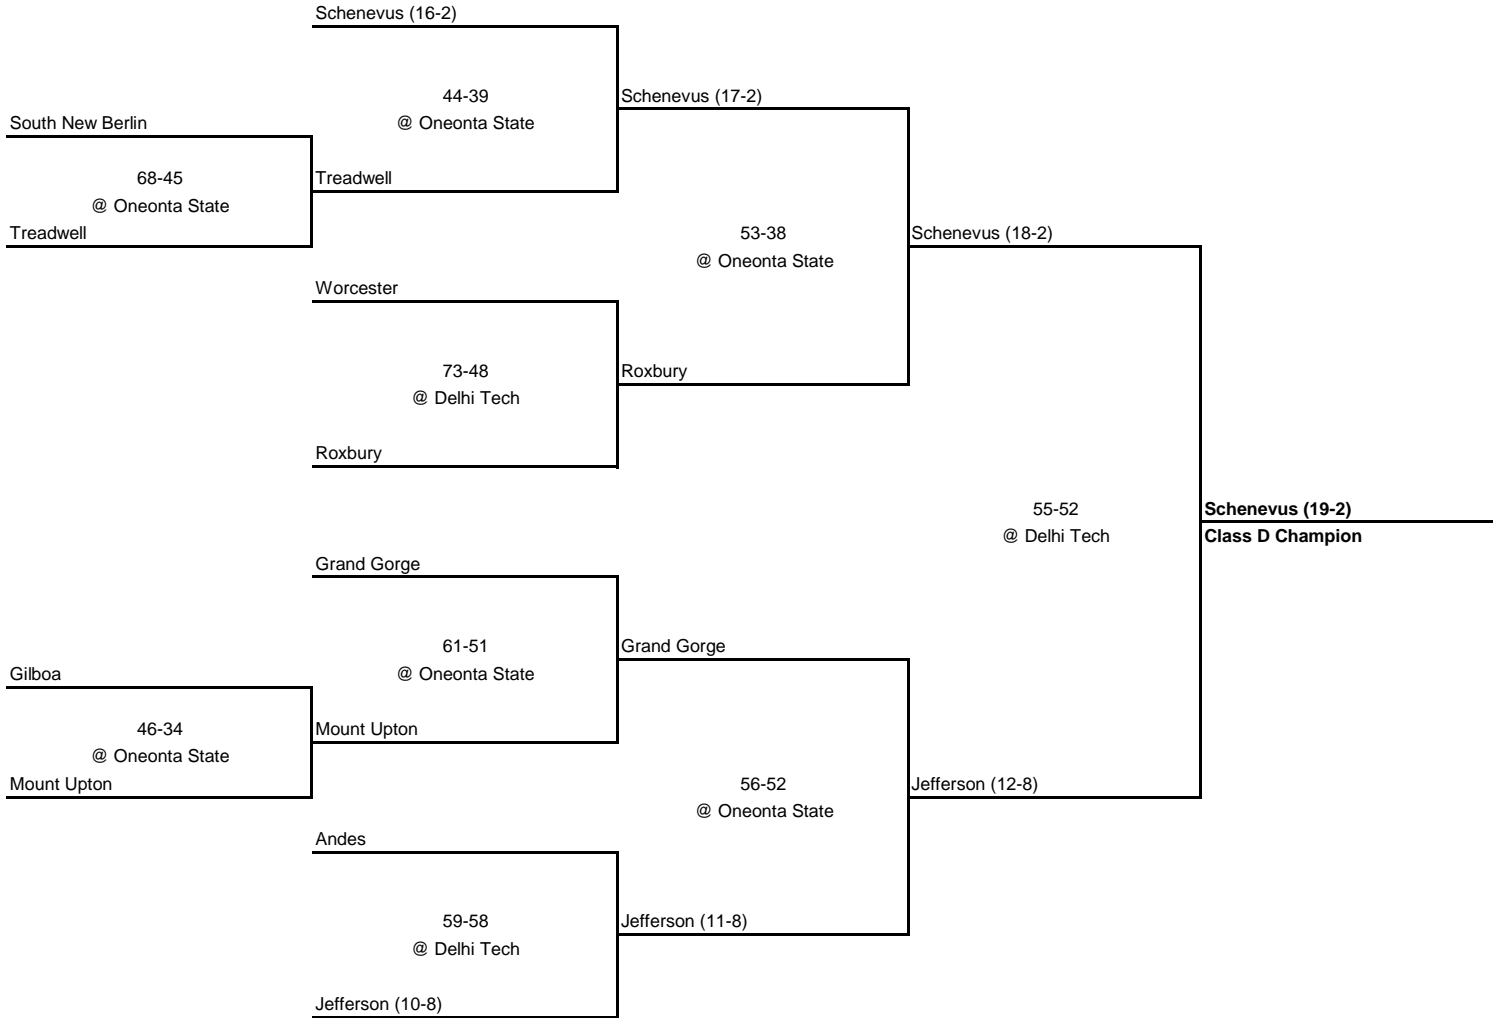 Schenevus (16-2)
44-39
@ Oneonta State
Schenevus (17-2)
South New Berlin
68-45
@ Oneonta State
Treadwell
Treadwell
53-38
@ Oneonta State
Schenevus (18-2)
Worcester
73-48
@ Delhi Tech
Roxbury
Roxbury
55-52
@ Delhi Tech
Schenevus (19-2)
Class D Champion
Grand Gorge
61-51
@ Oneonta State
Grand Gorge
Gilboa
46-34
@ Oneonta State
Mount Upton
Mount Upton
56-52
@ Oneonta State
Jefferson (12-8)
Andes
59-58
@ Delhi Tech
Jefferson (11-8)
Jefferson (10-8)